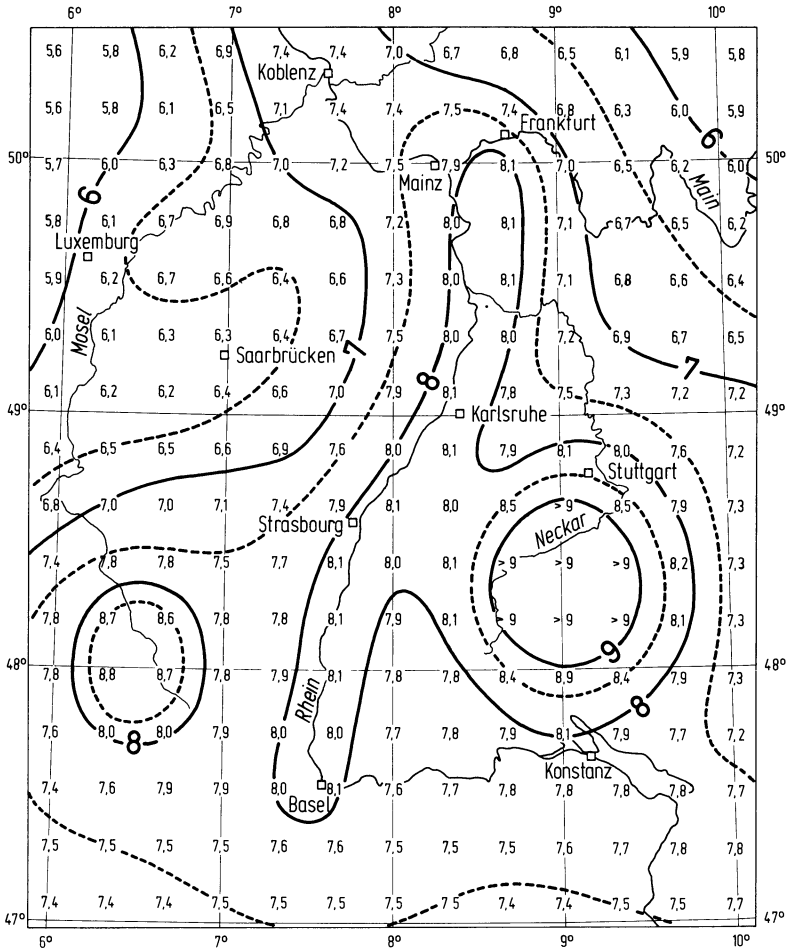 6° 7° 8° 9° 10°
49° 49°
5,6 5,8 6,2 6,9 7,4 7,4 7,0 6,7 6,8 6,5 6,1 5,9 5,8
Koblenz
5,6 5,8 6,1 6,5 7,1 7,4 7,4 7,5 7,4 6,8 6,3 6,0 5,9
Frankfurt
6
50° 50°
5,7 6,0 6,3 6,8 7,0 7,2 7,5 7,9 8,1 7,0 6,5 6,2 6,0
Mainz
Main
6
5,8 6,1 6,7 6,9 6,8 6,8 7,2 8,0 8,1 7,1 6,7 6,5 6,2
Luxemburg
5,9 6,2 6,7 6,6 6,4 6,6 7,3 8,0 8,1 7,1 6,8 6,6 6,4
Mosel
6,0 6,1 6,3 6,3 6,4 6,7 7,5 8,0 8,0 7,2 6,9 6,7 6,5
7
Saarbrücken
7
8
6,1 6,2 6,2 6,4 6,6 7,0 7,9 8,1 7,8 7,5 7,3 7,2 7,2
49° 49°
Karlsruhe
6,4 6,5 6,5 6,6 6,9 7,6 8,0 8,1 7,9 8,1 8,0 7,6 7,2
Stuttgart
6,8 7,0 7,0 7,1 7,4 7,9 8,1 8,0 8,5 >9 8,5 7,9 7,3
Strasbourg
Neckar
7,4 7,8 7,8 7,5 7,7 8,1 8,0 8,1 >9 >9 >9 8,2 7,3
7,8 8,7 8,6 7,8 7,8 8,1 7,9 8,1 >9 >9 >9 8,1 7,3
9
48° 48°
7,8 8,8 8,7 7,8 7,9 8,1 7,8 7,8 8,4 8,9 8,4 7,9 7,3
Rhein
8
7,6 8,0 8,0 7,9 8,0 8,0 7,7 7,8 7,9 8,1 7,9 7,7 7,2
8
Konstanz
7,4 7,6 7,9 7,9 8,0 8,1 7,6 7,7 7,8 7,8 7,8 7,8 7,7
Basel
7,5 7,5 7,5 7,5 7,6 7,6 7,5 7,5 7,5 7,6 7,7 7,8 7,8
7,4 7,4 7,4 7,5 7,5 7,5 7,5 7,5 7,4 7,4 7,5 7,5 7,7
47° 47°
6° 7° 8° 9° 10°